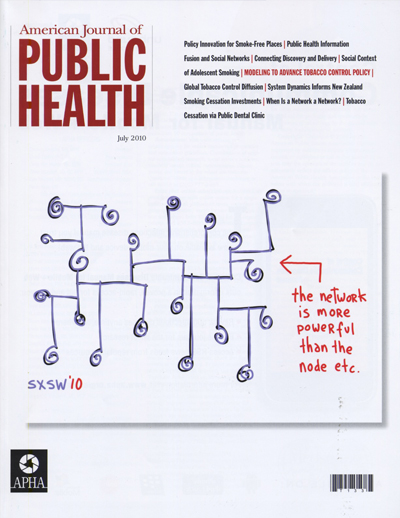 American Journal of
PUBLIC
HEALTH
July 2010
Policy Innovation for Smoke-Free Places | Public Health Information
Fusion and Social Networks | Connecting Discovery and Delivery | Social Context
of Adolescent Smoking | MODELING TO ADVANCE TOBACCO CONTROL POLICY |
Global Tobacco Control Diffusion | System Dynamics Informs New Zealand
Smoking Cessation Investments | When Is a Network a Network? | Tobacco
Cessation via Public Dental Clinic
the network
is more
powerful
than the
node etc.
SXSW'10
APHA